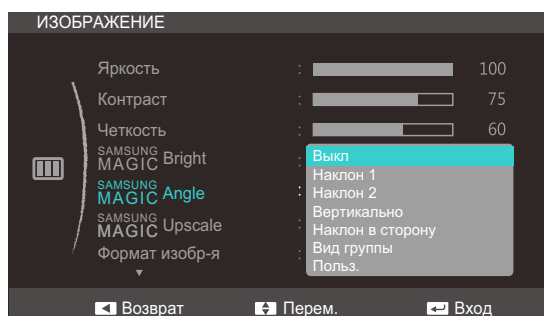 ИЗОБРАЖЕНИЕ
Яркость : 100
Контраст : 75
Четкость : 60
SAMSUNG MAGIC Bright :
SAMSUNG MAGIC Angle :
SAMSUNG MAGIC Upscale :
Формат изобр-я :
Выкл
Наклон 1
Наклон 2
Вертикально
Наклон в сторону
Вид группы
Польз.
Возврат Перем. Вход